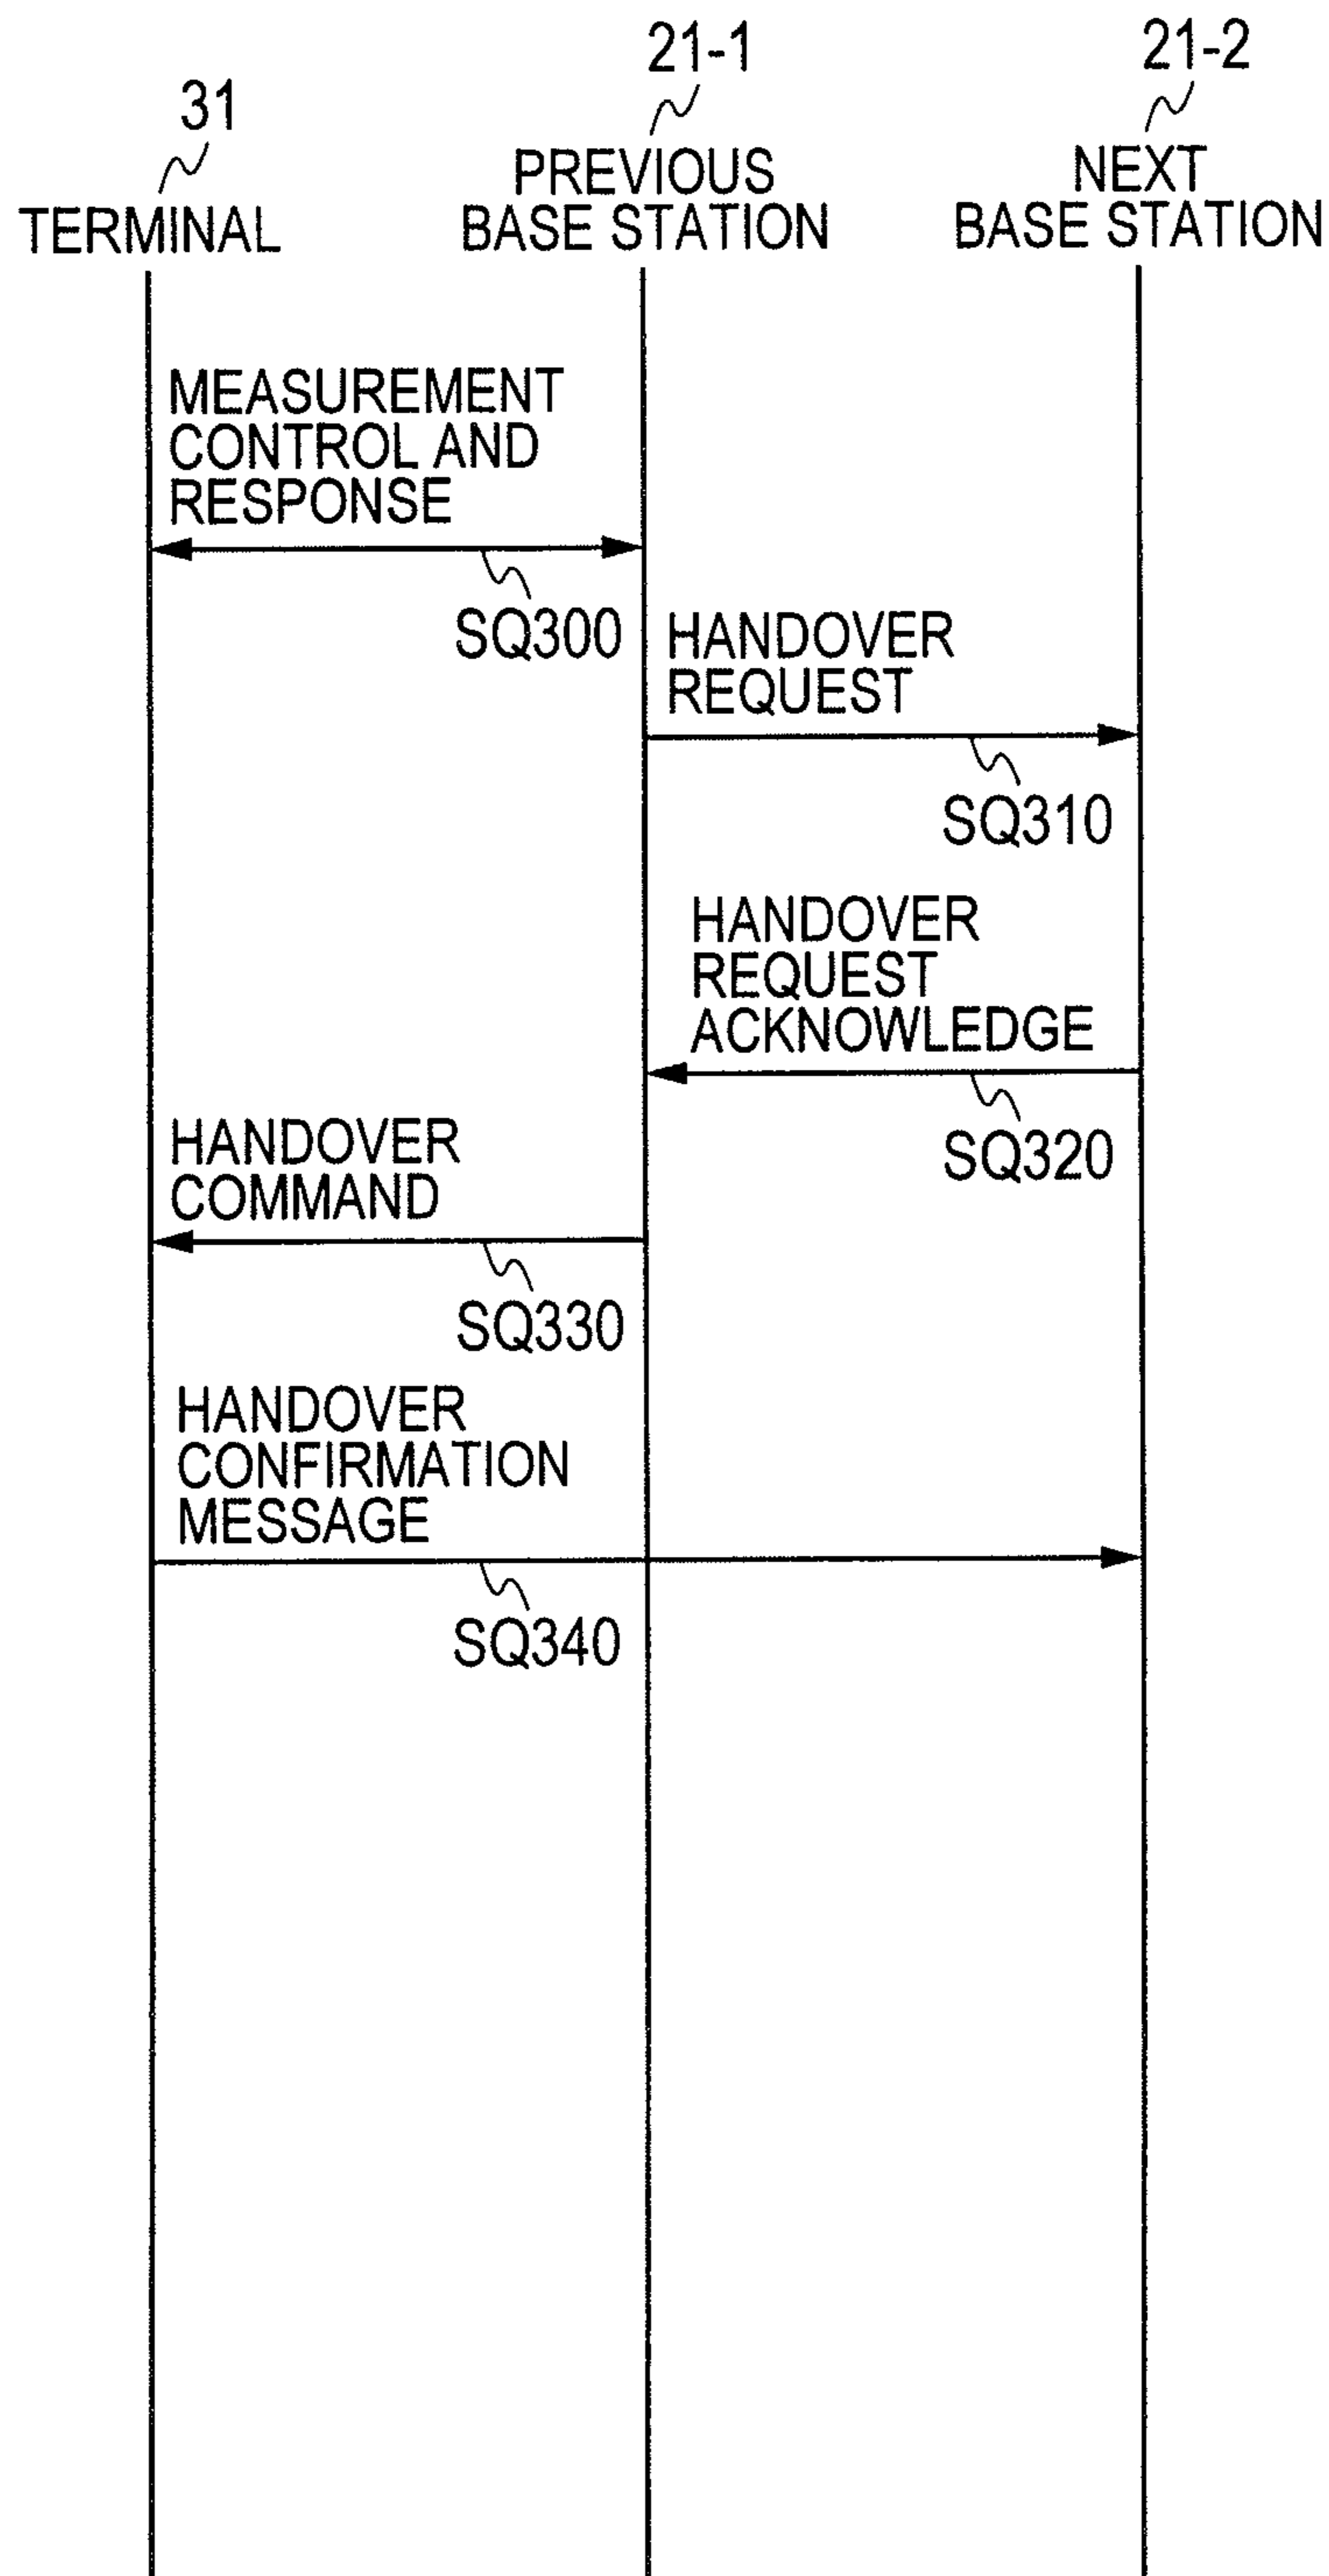 31
TERMINAL
21-1
PREVIOUS
BASE STATION
21-2
NEXT
BASE STATION
MEASUREMENT
CONTROL AND
RESPONSE
SQ300
HANDOVER
REQUEST
SQ310
HANDOVER
REQUEST
ACKNOWLEDGE
SQ320
HANDOVER
COMMAND
SQ330
HANDOVER
CONFIRMATION
MESSAGE
SQ340